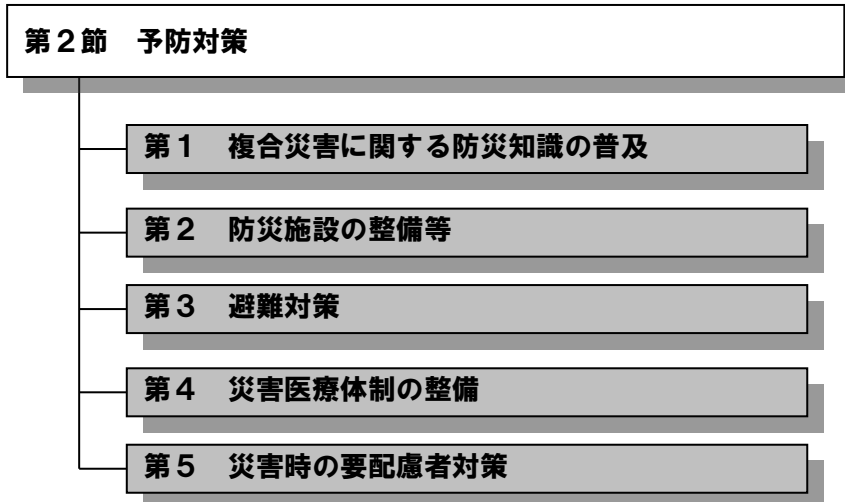 第２節　予防対策
第１　複合災害に関する防災知識の普及
第２　防災施設の整備等
第３　避難対策
第４　災害医療体制の整備
第５　災害時の要配慮者対策